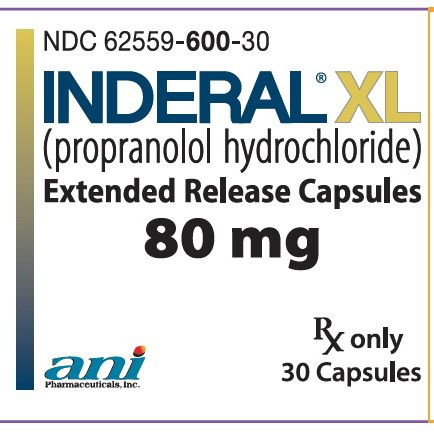 NDC 62559-600-30
INDERAL® XL
(propranolol hydrochloride)
Extended Release Capsules
80 mg
Rx only
30 Capsules
ani
Pharmaceuticals, Inc.